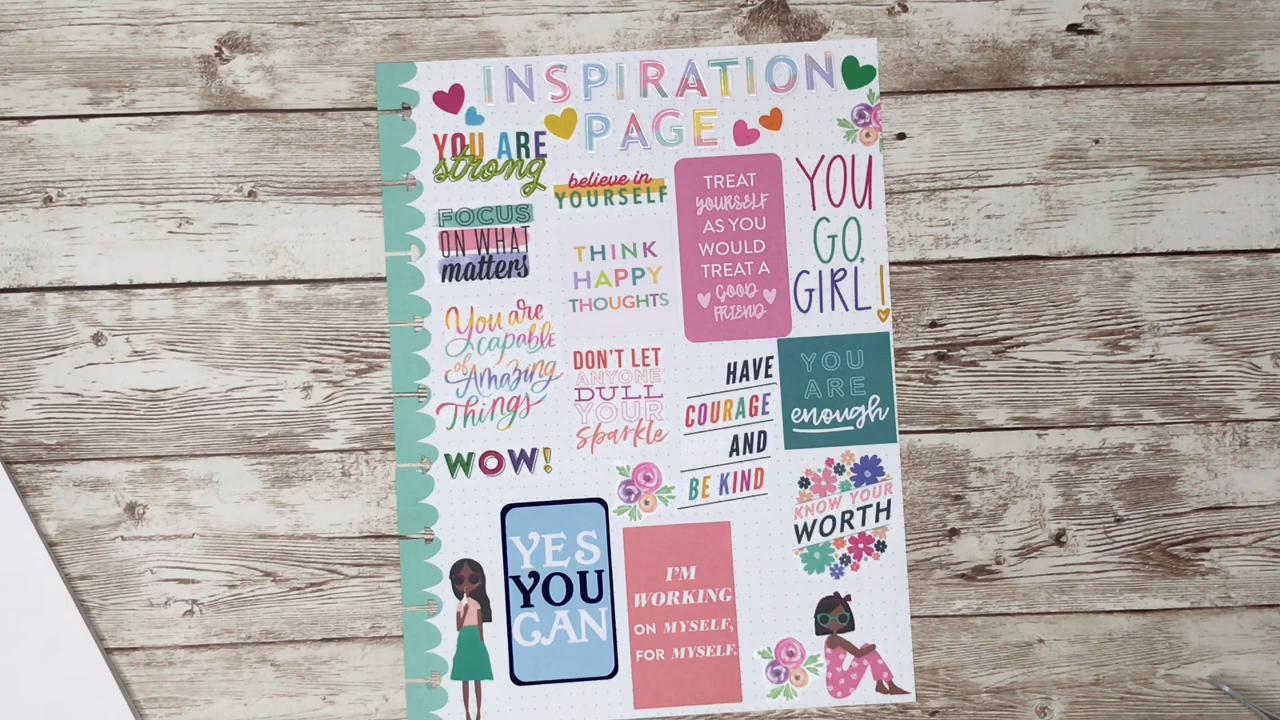 INSPIRATION
PAGE
YOU ARE
strong
believe in
YOURSELF
TREAT
YOURSELF
AS YOU
WOULD
TREAT A
GOOD
FRIEND
YOU
GO,
GIRL!
FOCUS
ON WHAT
matters
THINK
HAPPY
THOUGHTS
You are
capable
of
Amazing
Things
DON'T LET
ANYONE
DULL
YOUR
sparkle
HAVE
COURAGE
AND
BE KIND
YOU
ARE
enough
WOW!
KNOW YOUR
WORTH
YES
YOU
CAN
I'M
WORKING
ON MYSELF,
FOR MYSELF.